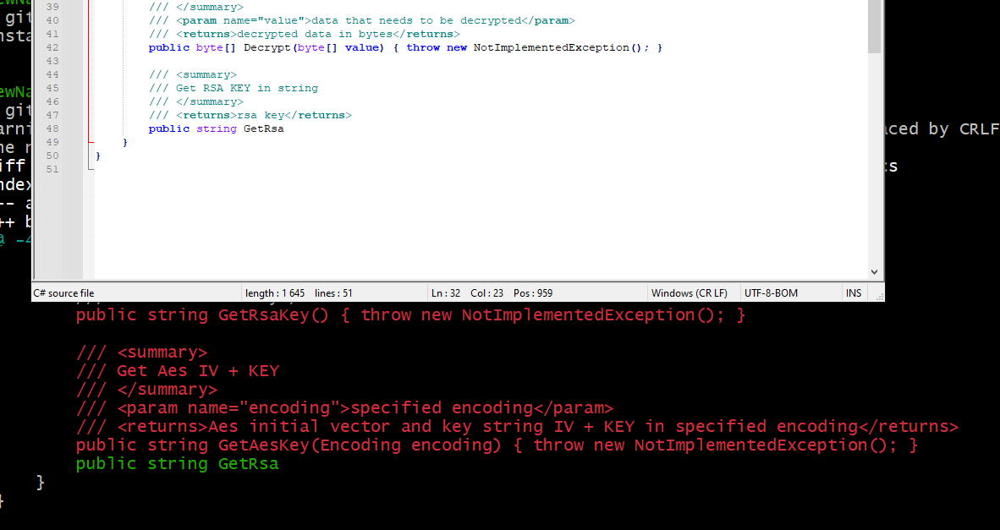 39 /// </summary>
40 /// <param name="value">data that needs to be decrypted</param>
41 /// <returns>decrypted data in bytes</returns>
42 public byte[] Decrypt(byte[] value) { throw new NotImplementedException(); }
43
44 /// <summary>
45 /// Get RSA KEY in string
46 /// </summary>
47 /// <returns>rsa key</returns>
48 public string GetRsa
49 }
50 }
51
git
git
aced by CRLF
iff
ndex
-- a
++ b
@ -4
C# source file length : 1 645 lines : 51 Ln : 32 Col : 23 Pos : 959 Windows (CR LF) UTF-8-BOM INS
public string GetRsaKey() { throw new NotImplementedException(); }
/// <summary>
/// Get Aes IV + KEY
/// </summary>
/// <param name="encoding">specified encoding</param>
/// <returns>Aes initial vector and key string IV + KEY in specified encoding</returns>
public string GetAesKey(Encoding encoding) { throw new NotImplementedException(); }
public string GetRsa
}
}